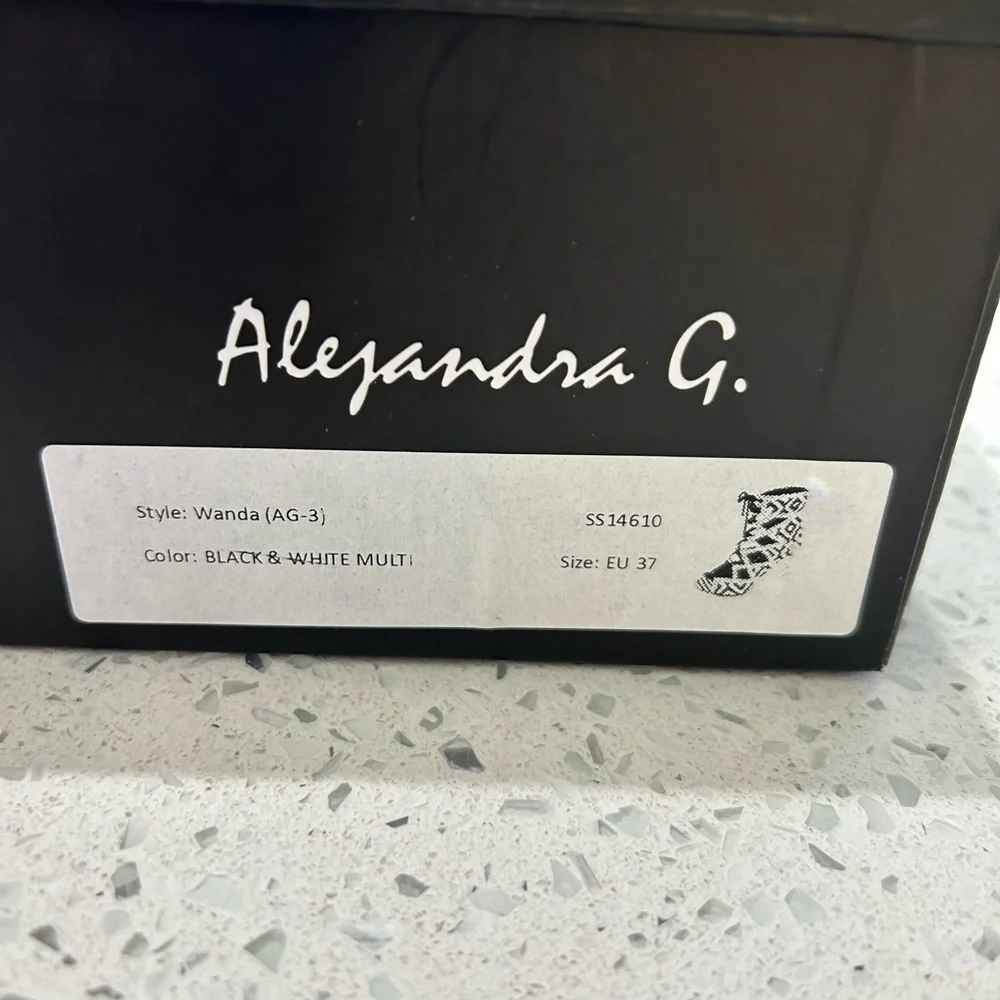 Alejandra G.
Style: Wanda (AG-3)
SS14610
Color: BLACK & WHITE MULTI
Size: EU 37